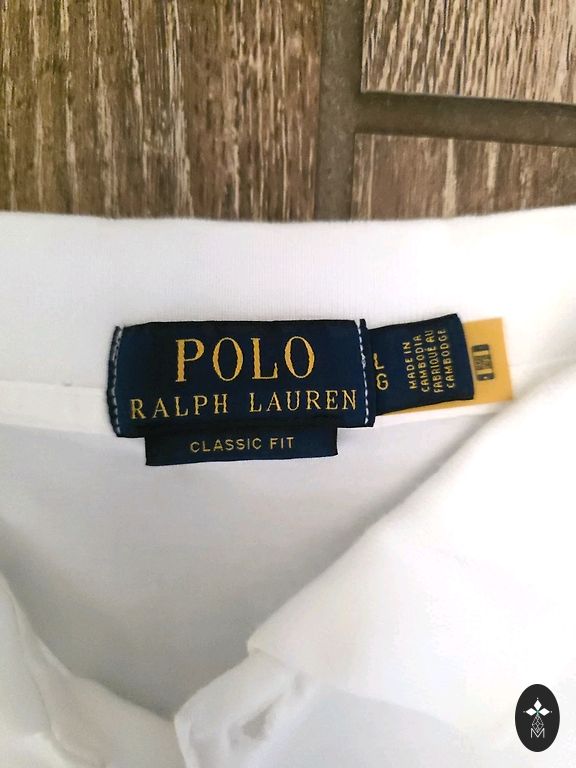 POLO
RALPH LAUREN
CLASSIC FIT
L
G
MADE IN
CAMBODIA
FABRIQUÉ AU
CAMBODGE
M